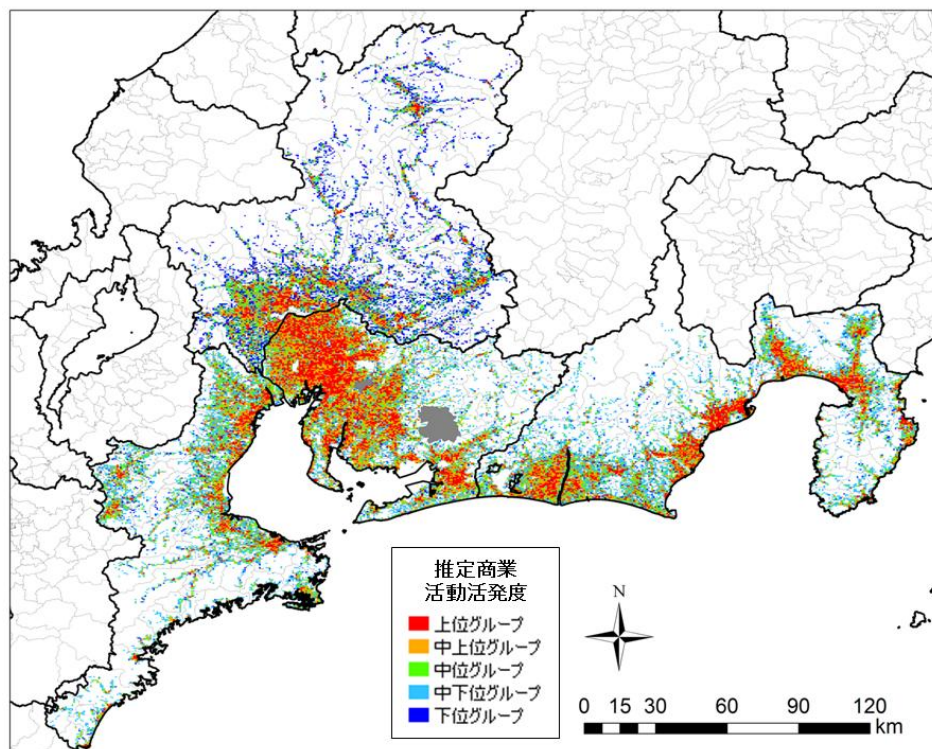 推定商業
活動活発度
上位グループ
中上位グループ
中位グループ
中下位グループ
下位グループ
N
0 15 30 60 90 120
km